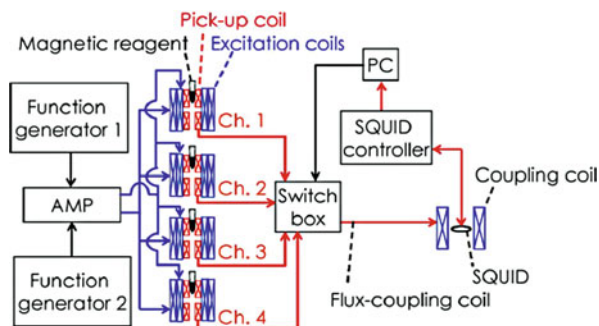 Pick-up coil
Magnetic reagent
Excitation coils
PC
Function
generator 1
Ch. 1
SQUID
controller
Coupling coil
Ch. 2
AMP
Switch
box
Ch. 3
Function
generator 2
SQUID
Flux-coupling coil
Ch. 4